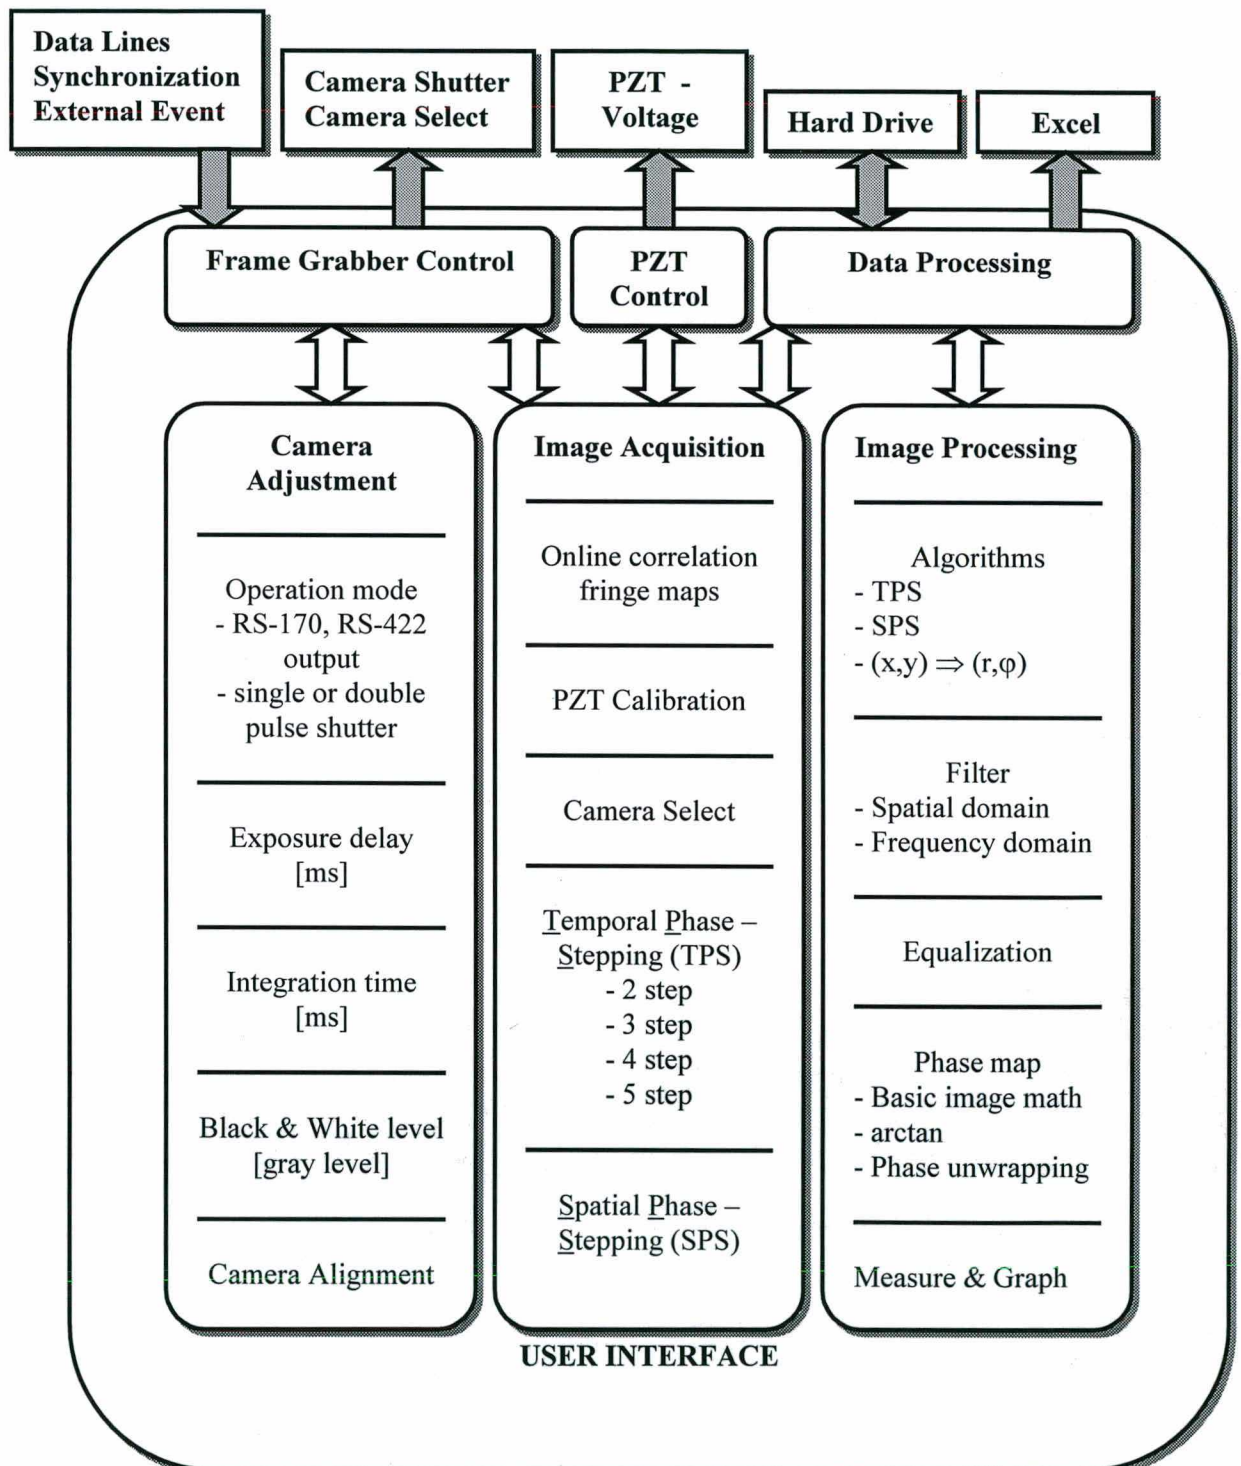 Data Lines
Synchronization
External Event
Camera Shutter
Camera Select
PZT -
Voltage
Hard Drive
Excel
Frame Grabber Control
PZT
Control
Data Processing
Camera
Adjustment
Operation mode
- RS-170, RS-422
output
- single or double
pulse shutter
Exposure delay
[ms]
Integration time
[ms]
Black & White level
[gray level]
Camera Alignment
Image Acquisition
Online correlation
fringe maps
PZT Calibration
Camera Select
Temporal Phase –
Stepping (TPS)
- 2 step
- 3 step
- 4 step
- 5 step
Spatial Phase –
Stepping (SPS)
Image Processing
Algorithms
- TPS
- SPS
- (x,y) ⇒ (r,φ)
Filter
- Spatial domain
- Frequency domain
Equalization
Phase map
- Basic image math
- arctan
- Phase unwrapping
Measure & Graph
USER INTERFACE